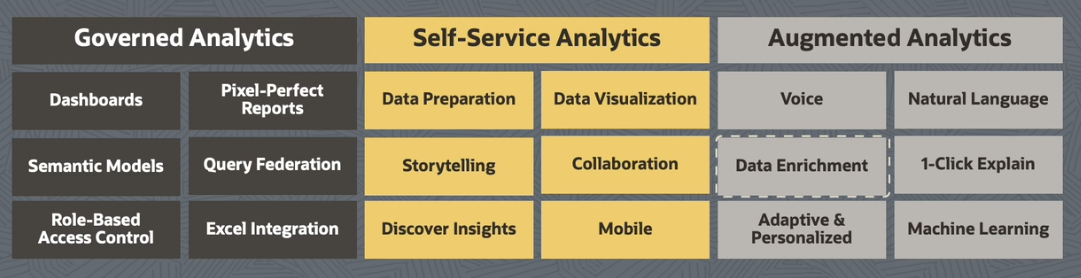 Governed Analytics
Self-Service Analytics
Augmented Analytics
Dashboards
Pixel-Perfect
Reports
Data Preparation
Data Visualization
Voice
Natural Language
Semantic Models
Query Federation
Storytelling
Collaboration
Data Enrichment
1-Click Explain
Role-Based
Access Control
Excel Integration
Discover Insights
Mobile
Adaptive &
Personalized
Machine Learning